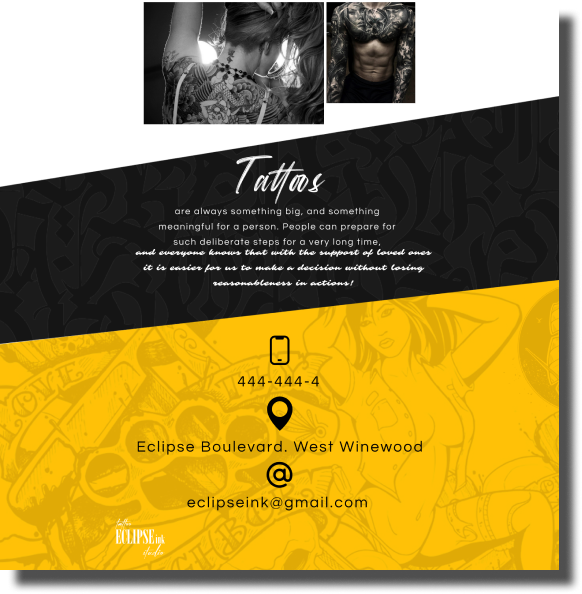 Tattoos
are always something big, and something
meaningful for a person. People can prepare for
such deliberate steps for a very long time,
and everyone knows that with the support of loved ones
it is easier for us to make a decision without losing
reasonableness in actions!
444-444-4
Eclipse Boulevard. West Winewood
@
eclipseink@gmail.com
tattoo
ECLIPSE ink
studio